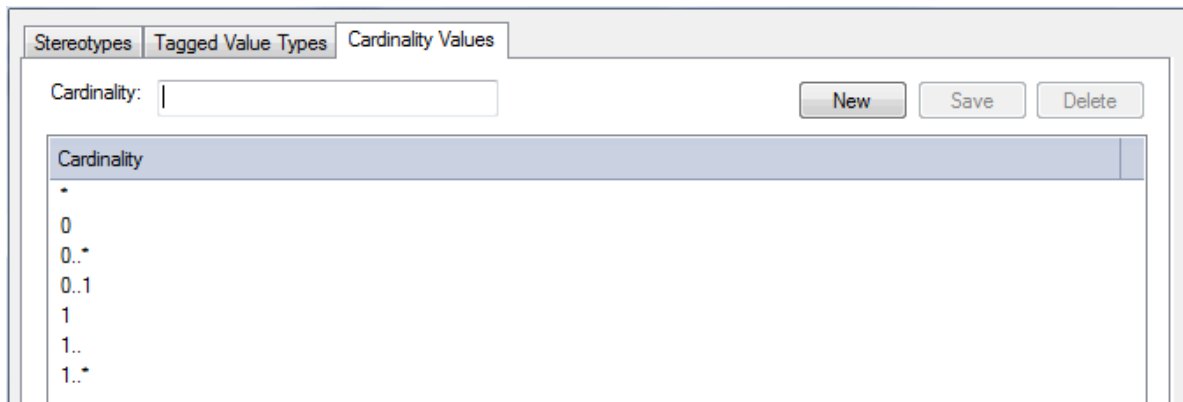 Stereotypes Tagged Value Types Cardinality Values
Cardinality: New Save Delete
Cardinality
*
0
0..*
0..1
1
1..
1..*